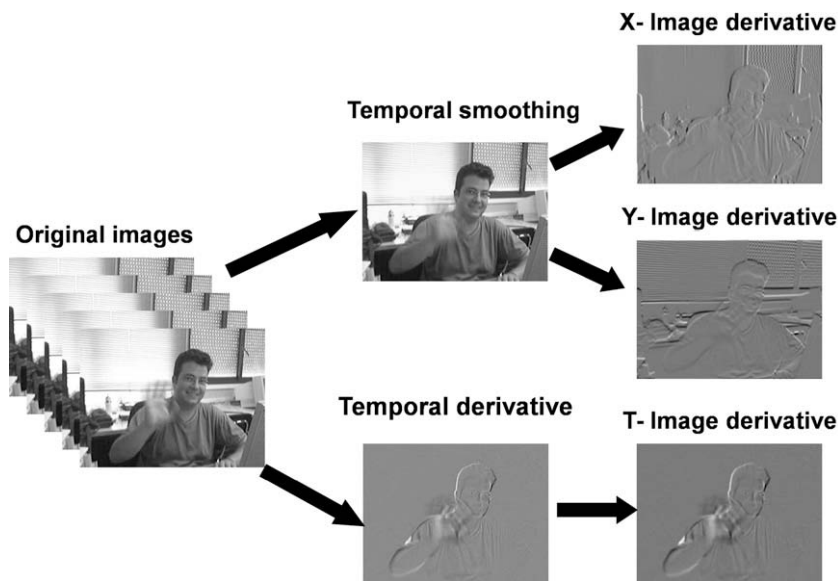 X- Image derivative
Temporal smoothing
Y- Image derivative
Original images
Temporal derivative
T- Image derivative